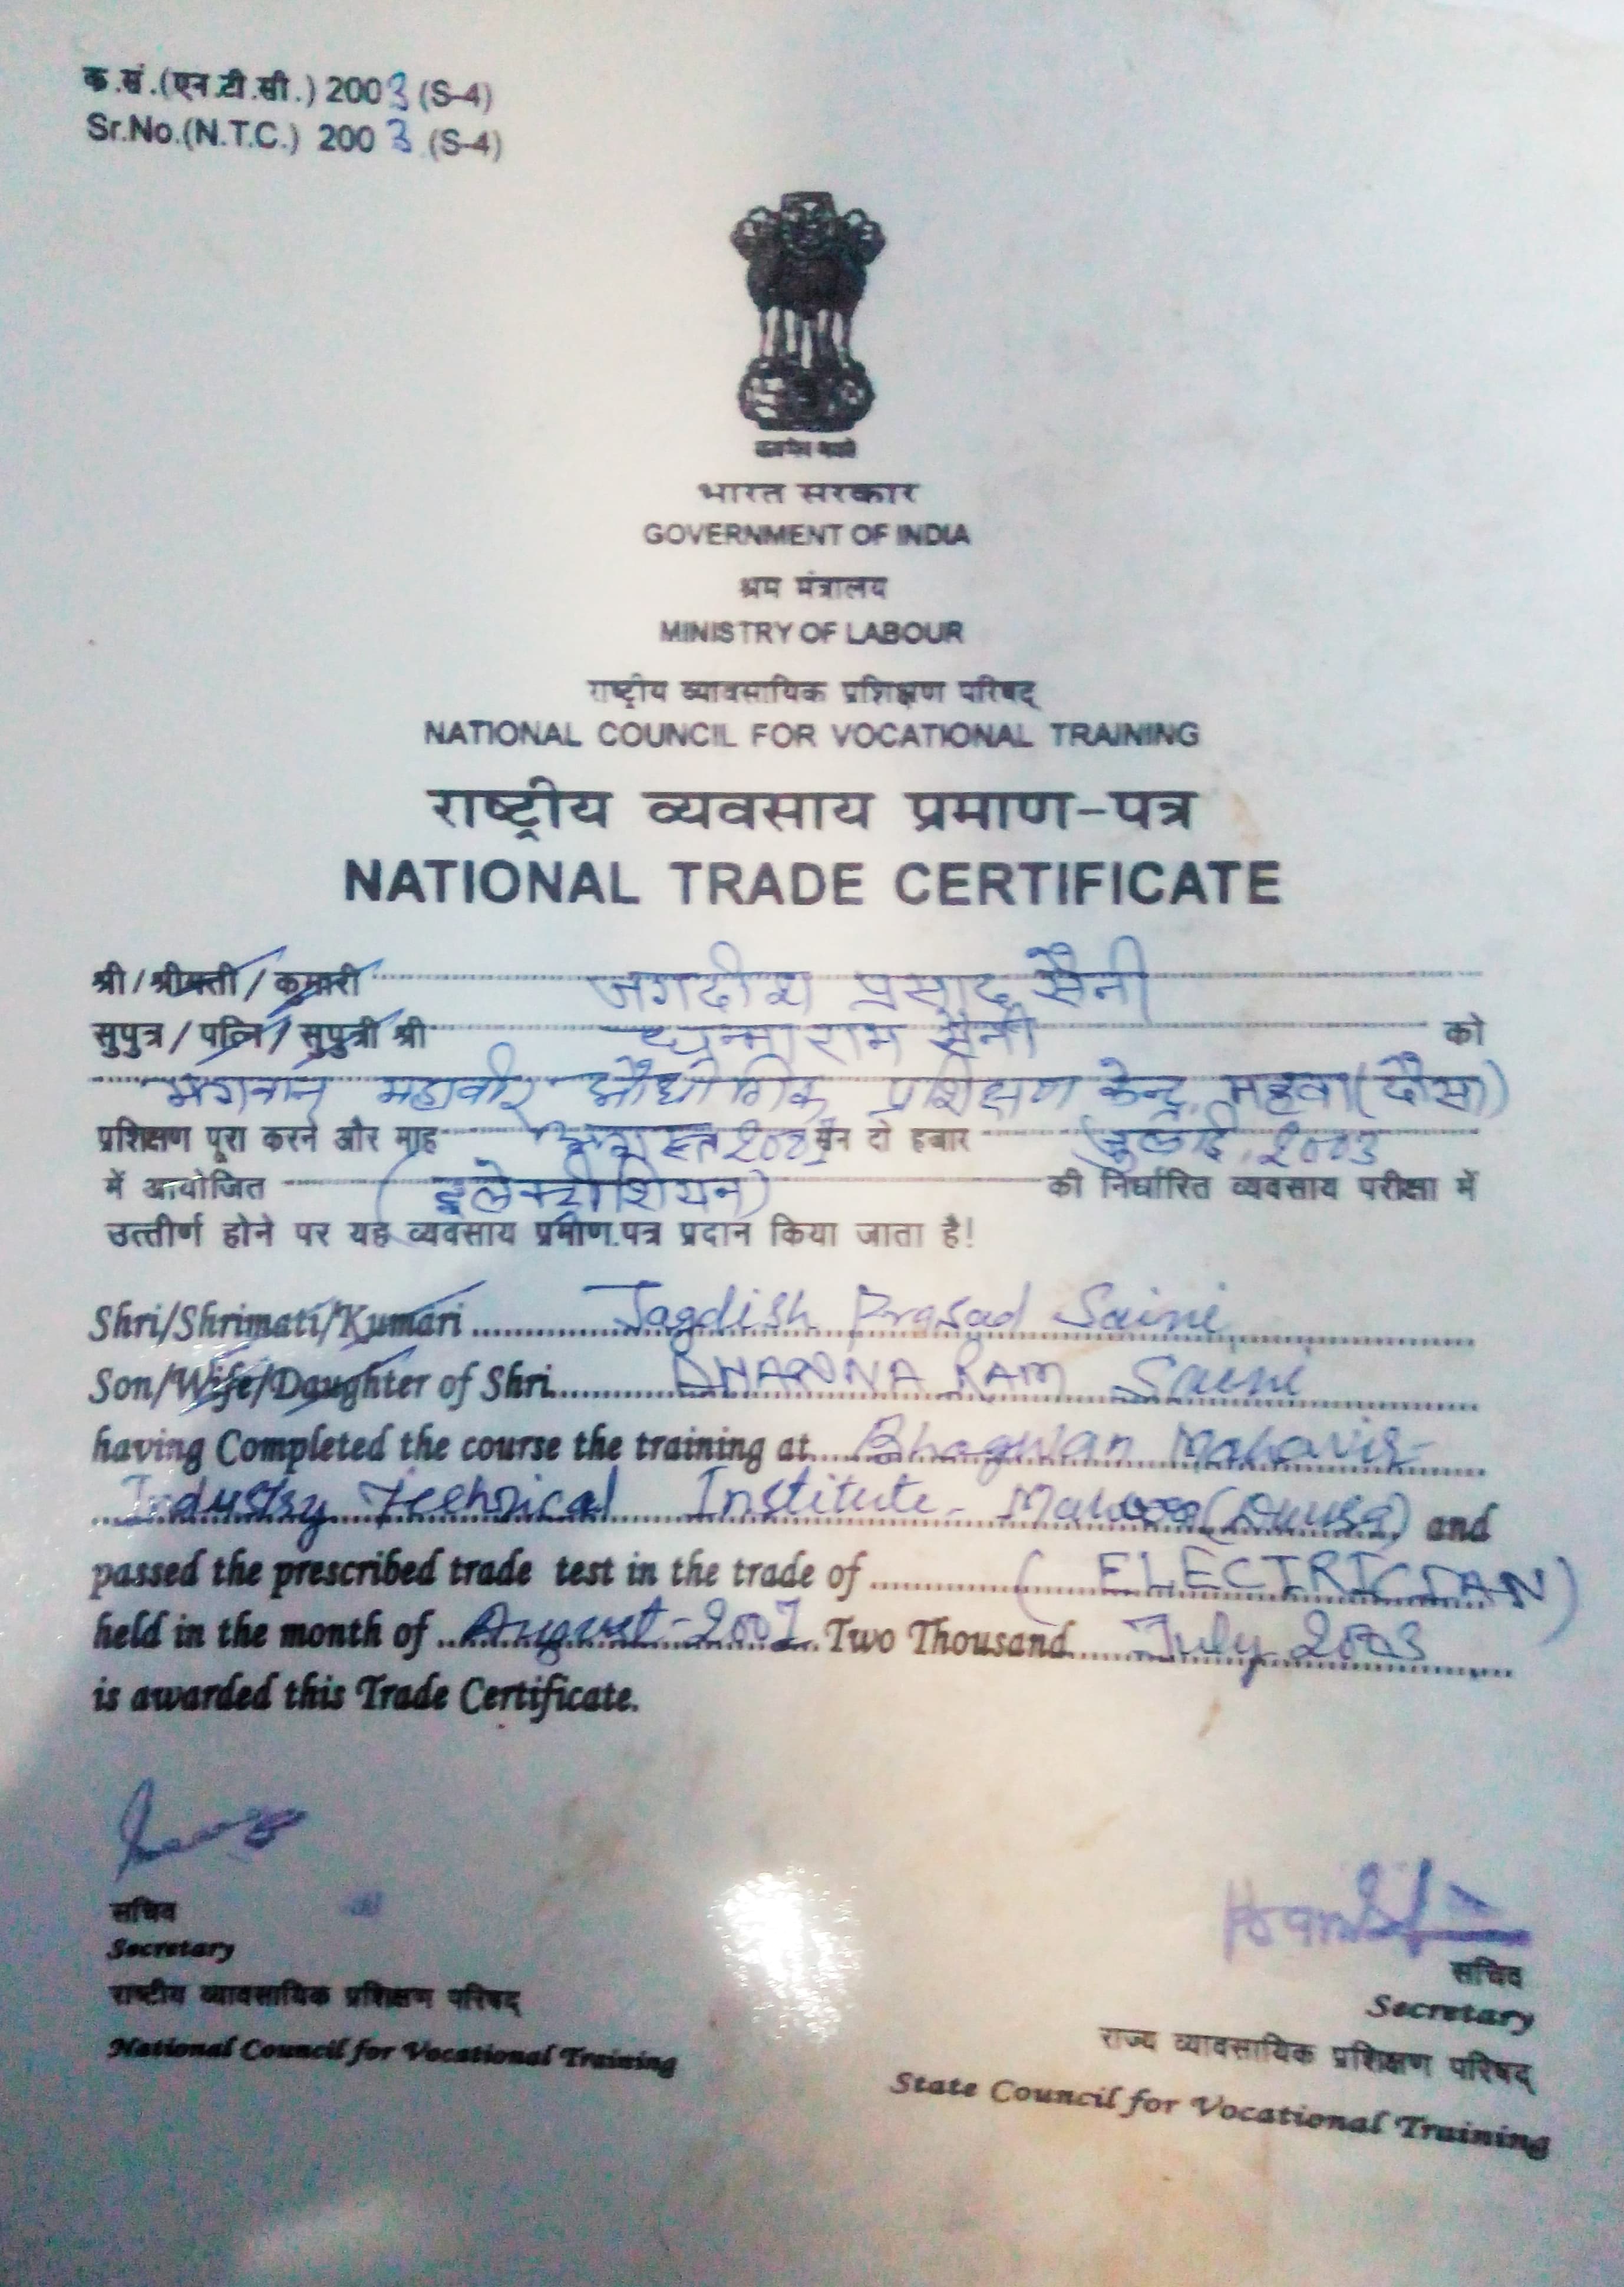 क.सं.(एन.टी.सी.) 2003 (S-4)
Sr.No.(N.T.C.) 2003 (S-4)
भारत सरकार
GOVERNMENT OF INDIA
श्रम मंत्रालय
MINISTRY OF LABOUR
राष्ट्रीय व्यावसायिक प्रशिक्षण परिषद्
NATIONAL COUNCIL FOR VOCATIONAL TRAINING
राष्ट्रीय व्यवसाय प्रमाण-पत्र
NATIONAL TRADE CERTIFICATE
श्री/श्रीमती/कुमारी जगदीश प्रसाद सैनी
सुपुत्र/पत्नि/सुपुत्री श्री धन्ना राम सैनी को
भगवान महावीर औद्योगिक प्रशिक्षण केन्द्र महवा (दौसा)
प्रशिक्षण पूरा करने और माह अगस्त सन दो हजार जुलाई 2003
में आयोजित (इलेक्ट्रीशियन) की निर्धारित व्यवसाय परीक्षा में
उत्तीर्ण होने पर यह व्यवसाय प्रमाण.पत्र प्रदान किया जाता है!
Shri/Shrimati/Kumari Jagdish Prasad Saini
Son/Wife/Daughter of Shri DHANNA RAM Saini
having Completed the course the training at Bhagwan Mahavir
Industry Technical Institute - (Dausa) and
passed the prescribed trade test in the trade of (ELECTRICIAN)
held in the month of August-2001 Two Thousand July 2003
is awarded this Trade Certificate.
सचिव
Secretary
राष्टीय व्यावसायिक प्रशिक्षण परिषद्
National Council for Vocational Training
सचिव
Secretary
राज्य व्यावसायिक प्रशिक्षण परिषद्
State Council for Vocational Training